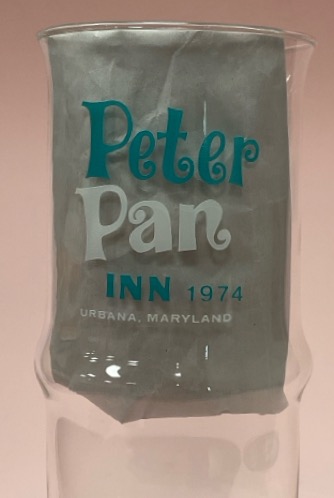 Peter
Pan
INN 1974
URBANA, MARYLAND